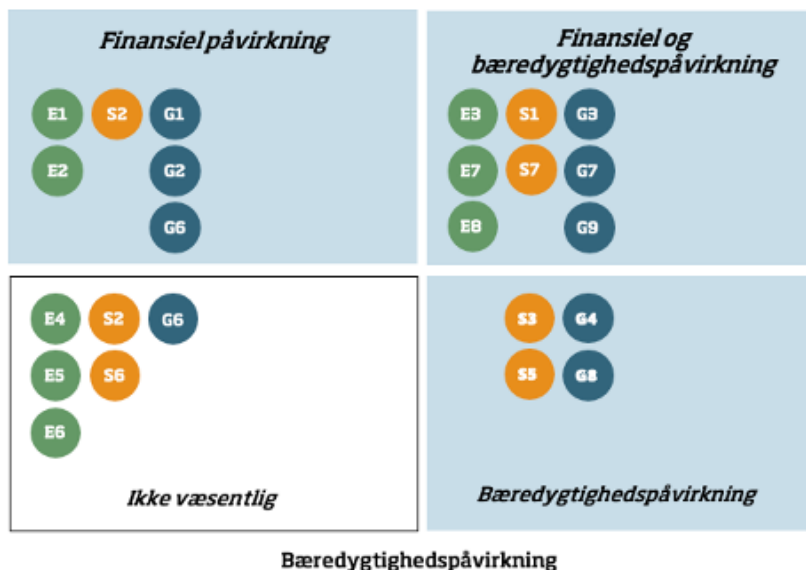 Finansiel påvirkning
E1 S2 G1
E2 G2
G6
Finansiel og
bæredygtighedspåvirkning
E3 S1 G3
E7 S7 G7
E8 G9
E4 S2 G6
E5 S6
E6
Ikke væsentlig
S3 G4
S5 G8
Bæredygtighedspåvirkning
Bæredygtighedspåvirkning